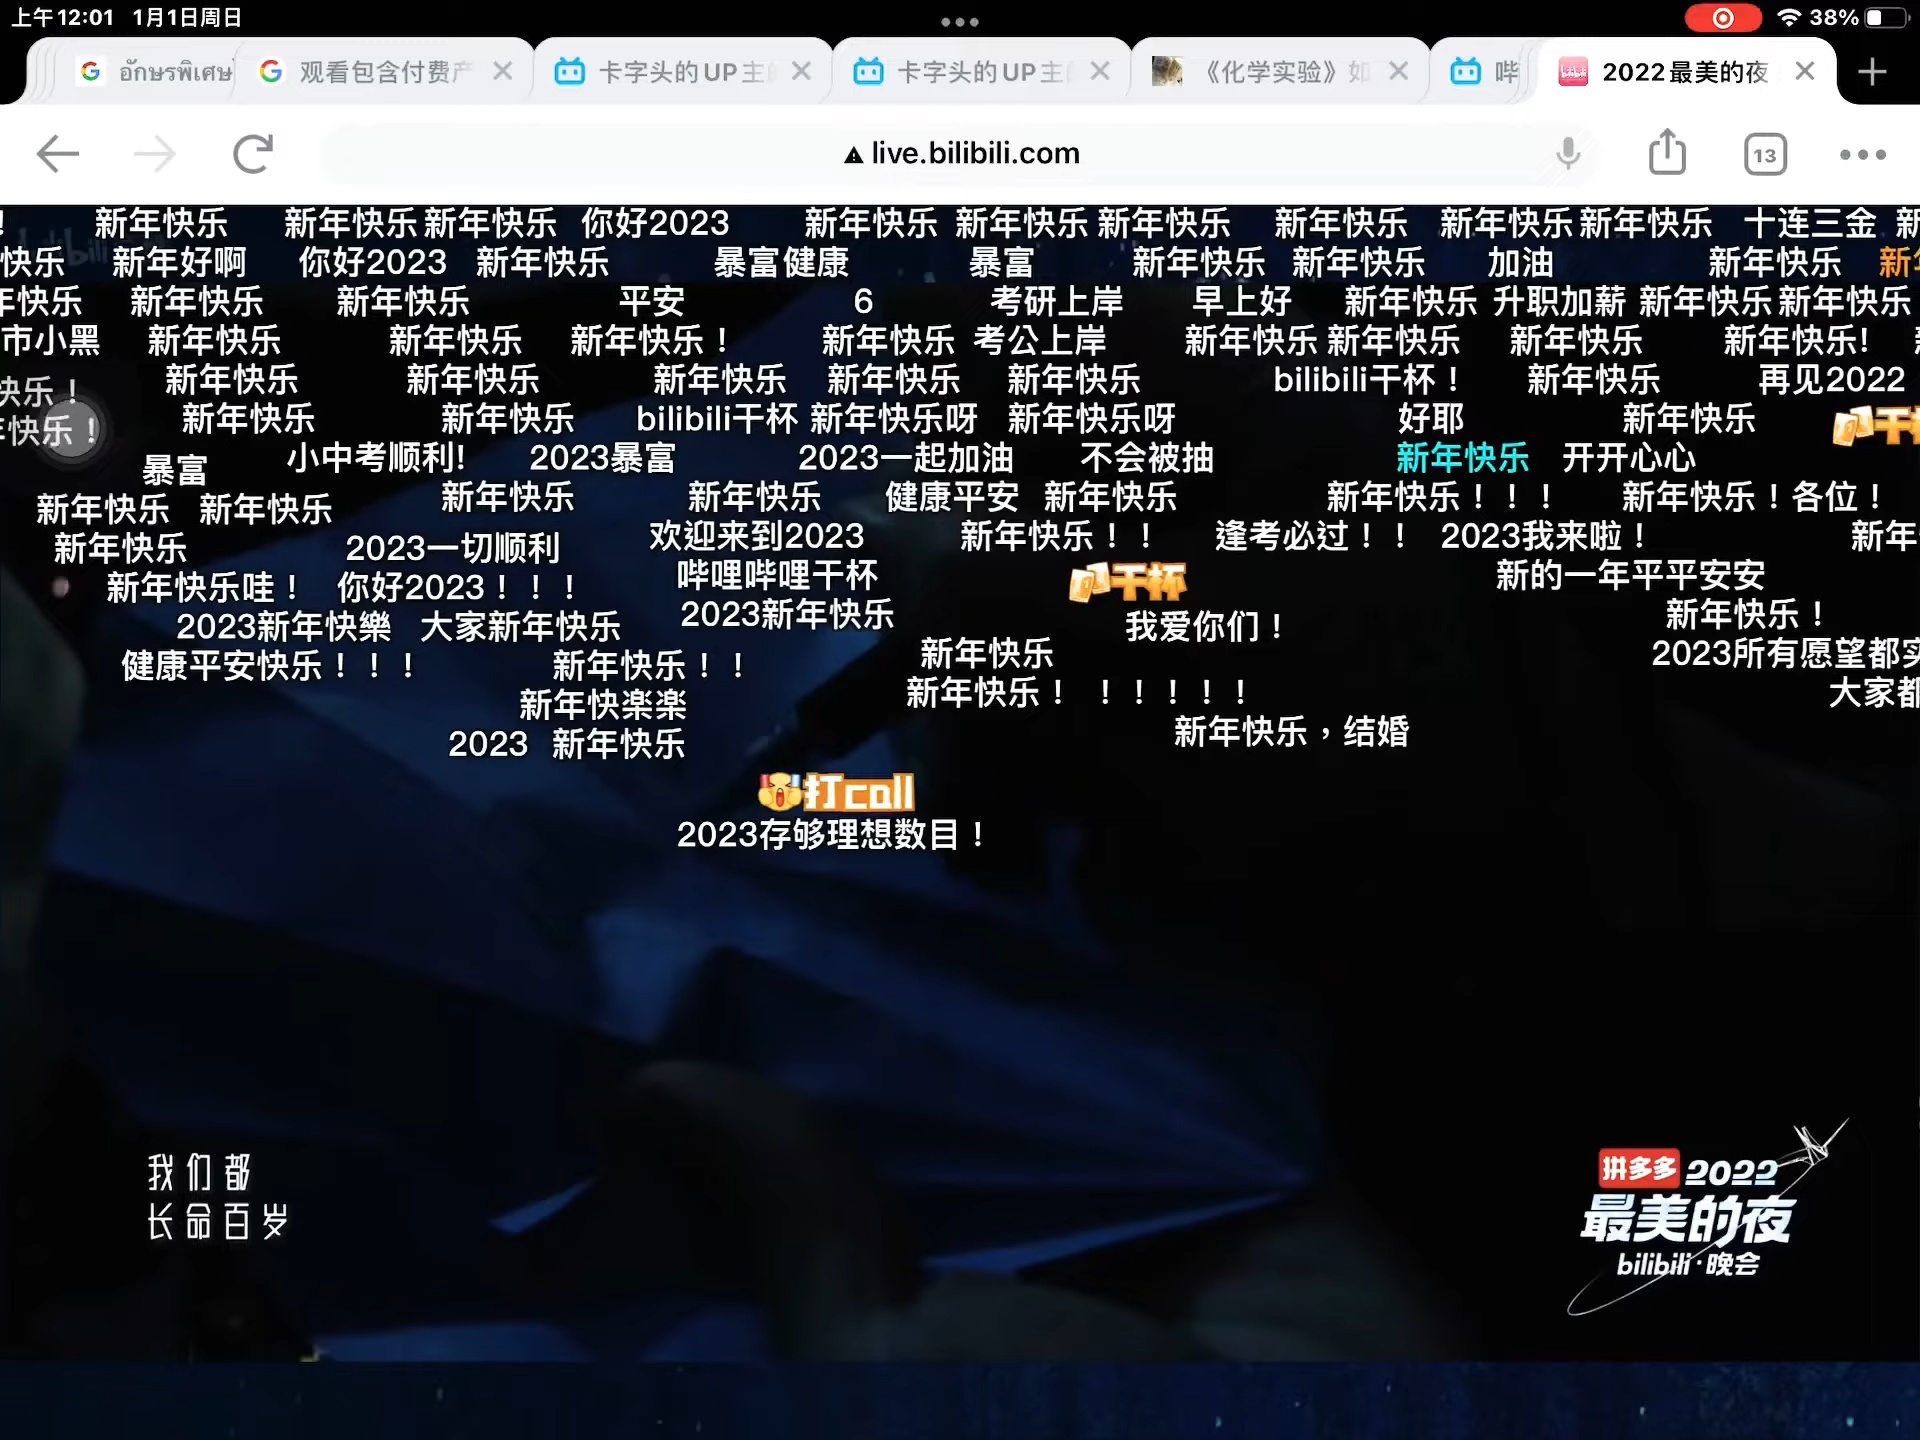 上午12:01 1月1日周日 38%
อักษรพิเศษ 观看包含付费产 卡字头的UP主的 卡字头的UP主的 《化学实验》如 哔 2022最美的夜
live.bilibili.com 13
! 新年快乐 新年快乐 新年快乐 你好2023 新年快乐 新年快乐 新年快乐 新年快乐 新年快乐 新年快乐 十连三金 新
快乐 新年好啊 你好2023 新年快乐 暴富健康 暴富 新年快乐 新年快乐 加油 新年快乐 新年
年快乐 新年快乐 新年快乐 平安 6 考研上岸 早上好 新年快乐 升职加薪 新年快乐 新年快乐
市小黑 新年快乐 新年快乐 新年快乐！ 新年快乐 考公上岸 新年快乐 新年快乐 新年快乐 新年快乐!
快乐！ 新年快乐 新年快乐 新年快乐 新年快乐 新年快乐 bilibili干杯！ 新年快乐 再见2022
年快乐！ 新年快乐 新年快乐 bilibili干杯 新年快乐呀 新年快乐呀 好耶 新年快乐 干杯
暴富 小中考顺利! 2023暴富 2023一起加油 不会被抽 新年快乐 开开心心
新年快乐 新年快乐 新年快乐 新年快乐 健康平安 新年快乐 新年快乐！！！ 新年快乐！各位！
新年快乐 2023一切顺利 欢迎来到2023 新年快乐！！ 逢考必过！！ 2023我来啦！ 新年
新年快乐哇！ 你好2023！！！ 哔哩哔哩干杯 干杯 新的一年平平安安
2023新年快樂 大家新年快乐 2023新年快乐 我爱你们！ 新年快乐！
健康平安快乐！！！ 新年快乐！！ 新年快乐 2023所有愿望都实
新年快楽楽 新年快乐！ ！！！！！ 大家都
2023 新年快乐 新年快乐，结婚
打call
2023存够理想数目！
我们都
长命百岁
拼多多 2022
最美的夜
bilibili·晚会